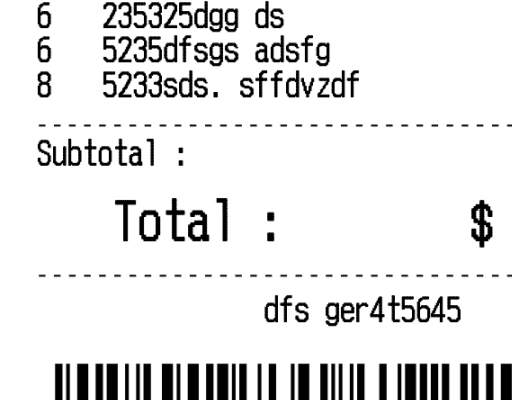 6 235325dgg ds
6 5235dfsgs adsfg
8 5233sds. sffdvzdf
Subtotal :
Total : $
dfs ger4t5645